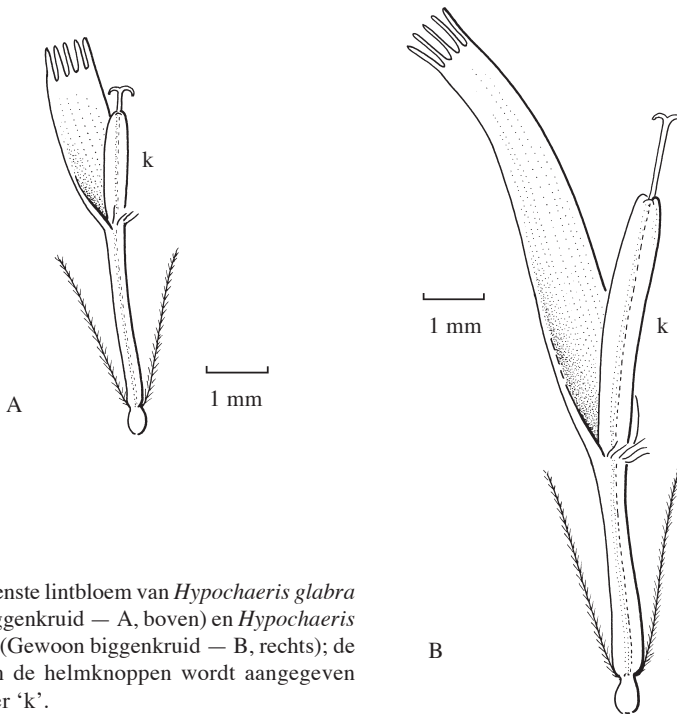 k
1 mm
A
1 mm
k
B
enste lintbloem van Hypochaeris glabra
ggenkruid — A, boven) en Hypochaeris
(Gewoon biggenkruid — B, rechts); de
n de helmknoppen wordt aangegeven
er ‘k’.